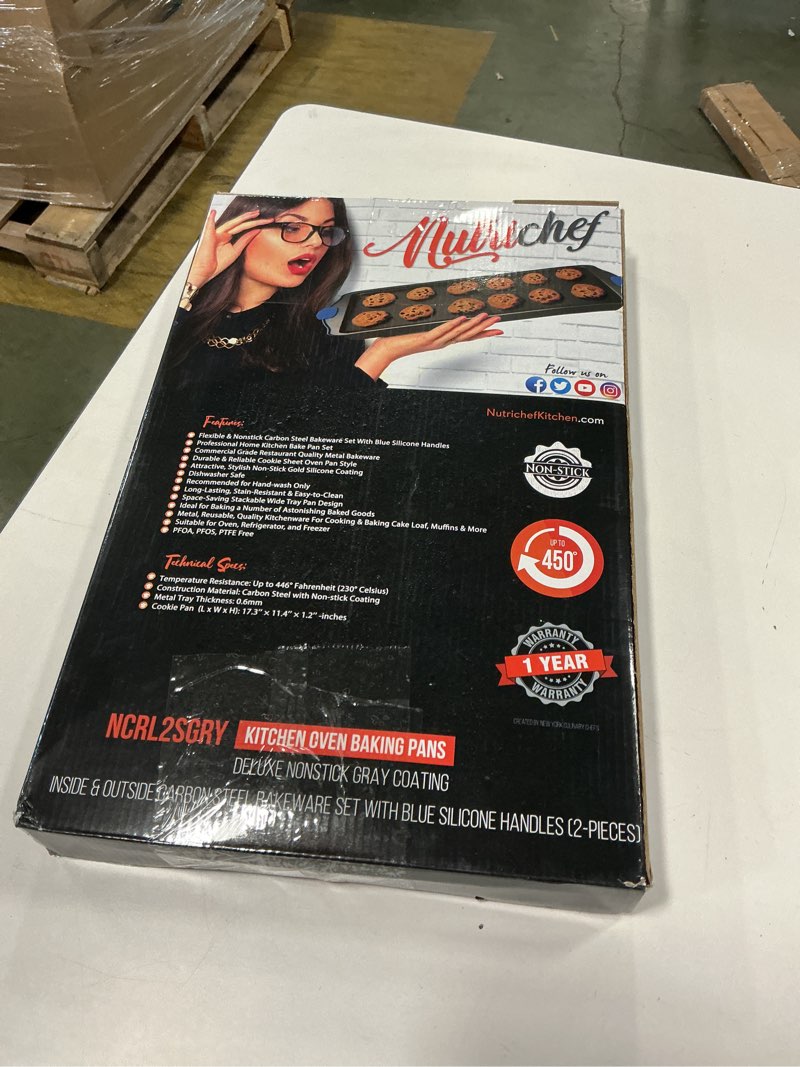 Nutrichef
Follow us on
NutrichefKitchen.com
Features:
Flexible & Nonstick Carbon Steel Bakeware Set With Blue Silicone Handles
Professional Home Kitchen Bake Pan Set
Commercial Grade Restaurant Quality Metal Bakeware
Durable & Reliable Cookie Sheet Oven Pan Style
Attractive, Stylish Non-Stick Gold Silicone Coating
Dishwasher Safe
Recommended for Hand-wash Only
Long-Lasting, Stain-Resistant & Easy-to-Clean
Space-Saving Stackable Wide Tray Pan Design
Ideal for Baking a Number of Astonishing Baked Goods
Metal, Reusable, Quality Kitchenware For Cooking & Baking Cake Loaf, Muffins & More
Suitable for Oven, Refrigerator, and Freezer
PFOA, PFOS, PTFE Free
NON-STICK
UP TO
450°
Technical Specs:
Temperature Resistance: Up to 446° Fahrenheit (230° Celsius)
Construction Material: Carbon Steel with Non-stick Coating
Metal Tray Thickness: 0.6mm
Cookie Pan (L x W x H): 17.3" × 11.4" × 1.2" -inches
WARRANTY
1 YEAR
WARRANTY
CREATED BY NEW YORK CULINARY CHEFS
NCRL2SGRY KITCHEN OVEN BAKING PANS
DELUXE NONSTICK GRAY COATING
INSIDE & OUTSIDE CARBON STEEL BAKEWARE SET WITH BLUE SILICONE HANDLES (2-PIECES)